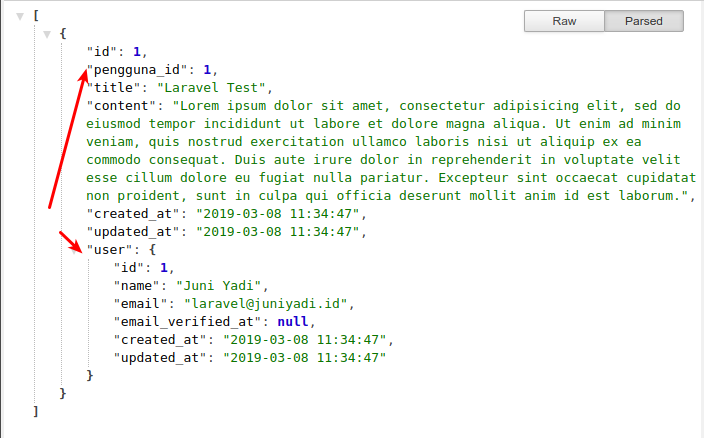 Raw Parsed
[
{
"id": 1,
"pengguna_id": 1,
"title": "Laravel Test",
"content": "Lorem ipsum dolor sit amet, consectetur adipisicing elit, sed do
eiusmod tempor incididunt ut labore et dolore magna aliqua. Ut enim ad minim
veniam, quis nostrud exercitation ullamco laboris nisi ut aliquip ex ea
commodo consequat. Duis aute irure dolor in reprehenderit in voluptate velit
esse cillum dolore eu fugiat nulla pariatur. Excepteur sint occaecat cupidatat
non proident, sunt in culpa qui officia deserunt mollit anim id est laborum.",
"created_at": "2019-03-08 11:34:47",
"updated_at": "2019-03-08 11:34:47",
"user": {
"id": 1,
"name": "Juni Yadi",
"email": "laravel@juniyadi.id",
"email_verified_at": null,
"created_at": "2019-03-08 11:34:47",
"updated_at": "2019-03-08 11:34:47"
}
}
]